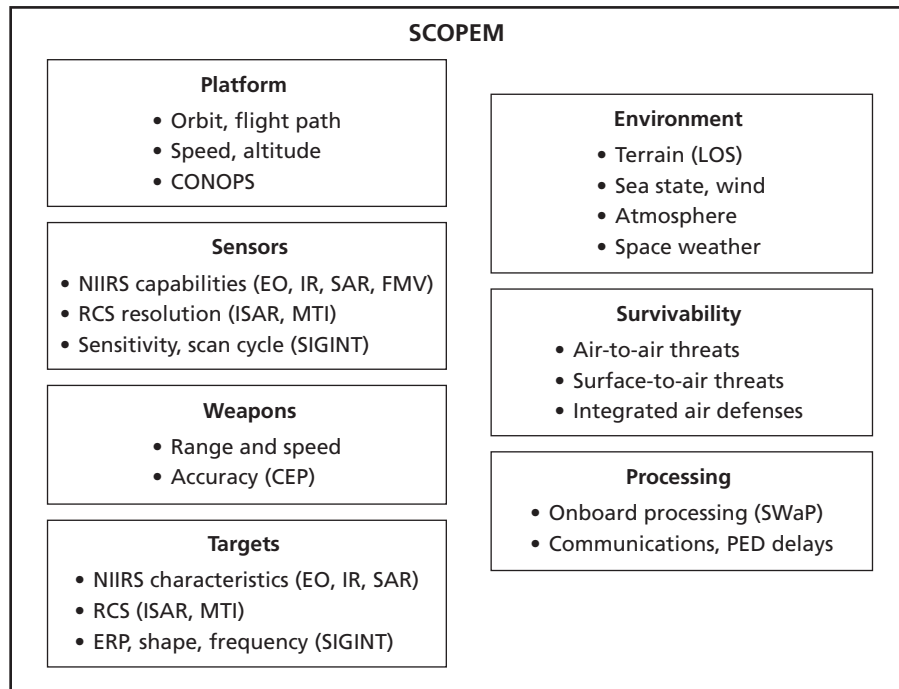 SCOPEM
Platform
• Orbit, flight path
• Speed, altitude
• CONOPS
Sensors
• NIIRS capabilities (EO, IR, SAR, FMV)
• RCS resolution (ISAR, MTI)
• Sensitivity, scan cycle (SIGINT)
Weapons
• Range and speed
• Accuracy (CEP)
Targets
• NIIRS characteristics (EO, IR, SAR)
• RCS (ISAR, MTI)
• ERP, shape, frequency (SIGINT)
Environment
• Terrain (LOS)
• Sea state, wind
• Atmosphere
• Space weather
Survivability
• Air-to-air threats
• Surface-to-air threats
• Integrated air defenses
Processing
• Onboard processing (SWaP)
• Communications, PED delays